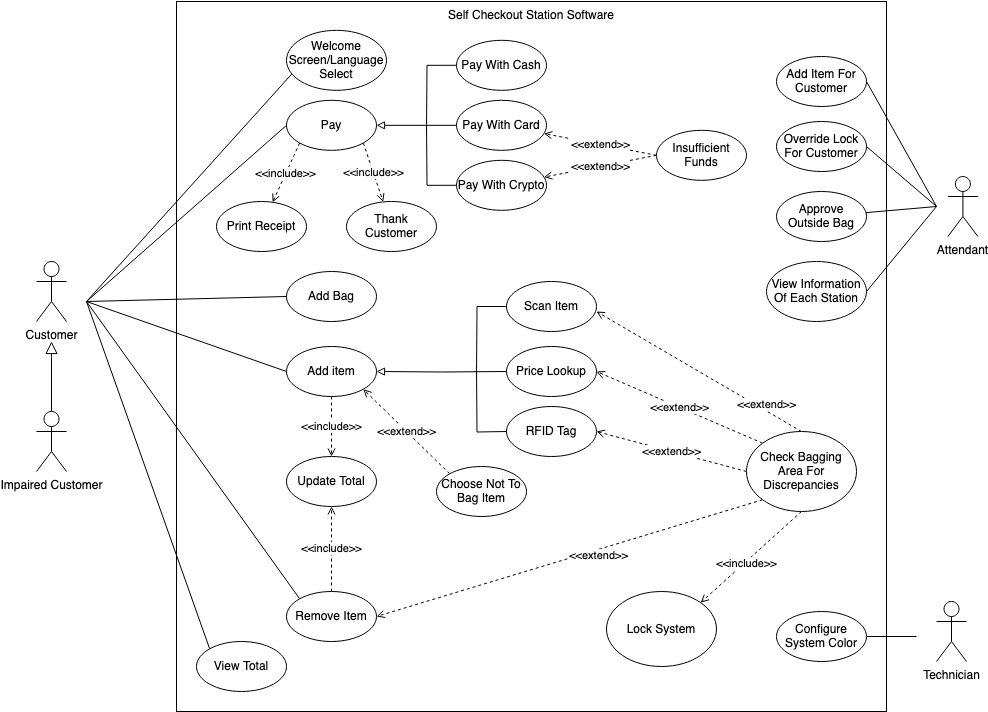 Self Checkout Station Software
Welcome
Screen/Language
Select
Pay With Cash
Add Item For
Customer
Pay
Pay With Card
<<extend>>
Insufficient
Funds
Override Lock
For Customer
<<extend>>
<<include>>
<<include>>
Pay With Crypto
Print Receipt
Thank
Customer
Approve
Outside Bag
Attendant
Add Bag
Scan Item
View Information
Of Each Station
Customer
Add item
Price Lookup
<<extend>>
<<extend>>
<<include>>
<<extend>>
RFID Tag
<<extend>>
Check Bagging
Area For
Discrepancies
Impaired Customer
Update Total
Choose Not To
Bag Item
<<include>>
<<extend>>
<<include>>
Remove Item
Lock System
Configure
System Color
View Total
Technician